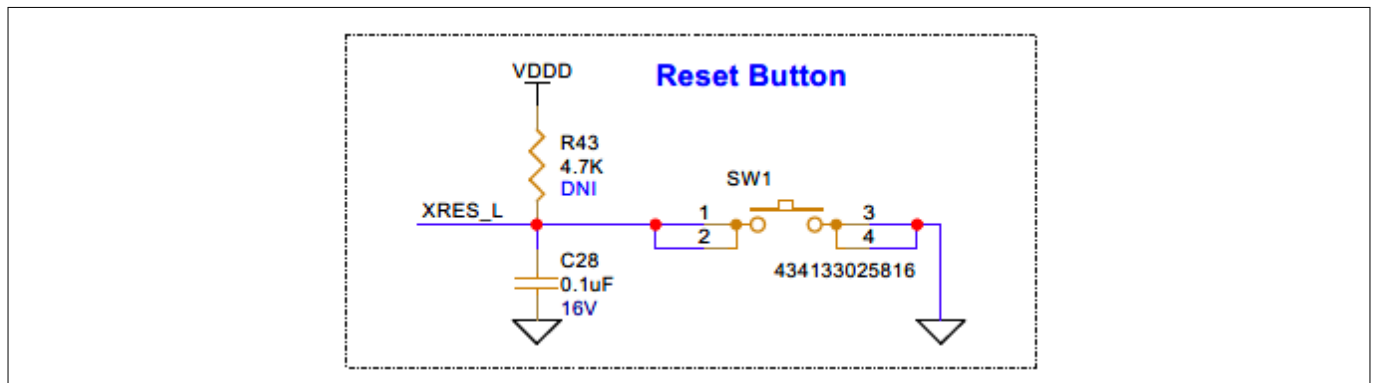 Reset Button
VDDD
R43
4.7K
DNI
SW1
XRES_L
1
2
3
4
434133025816
C28
0.1uF
16V